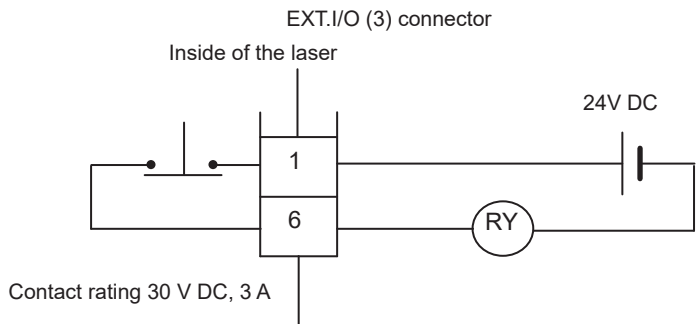 EXT.I/O (3) connector
Inside of the laser
24V DC
1
6
RY
Contact rating 30 V DC, 3 A